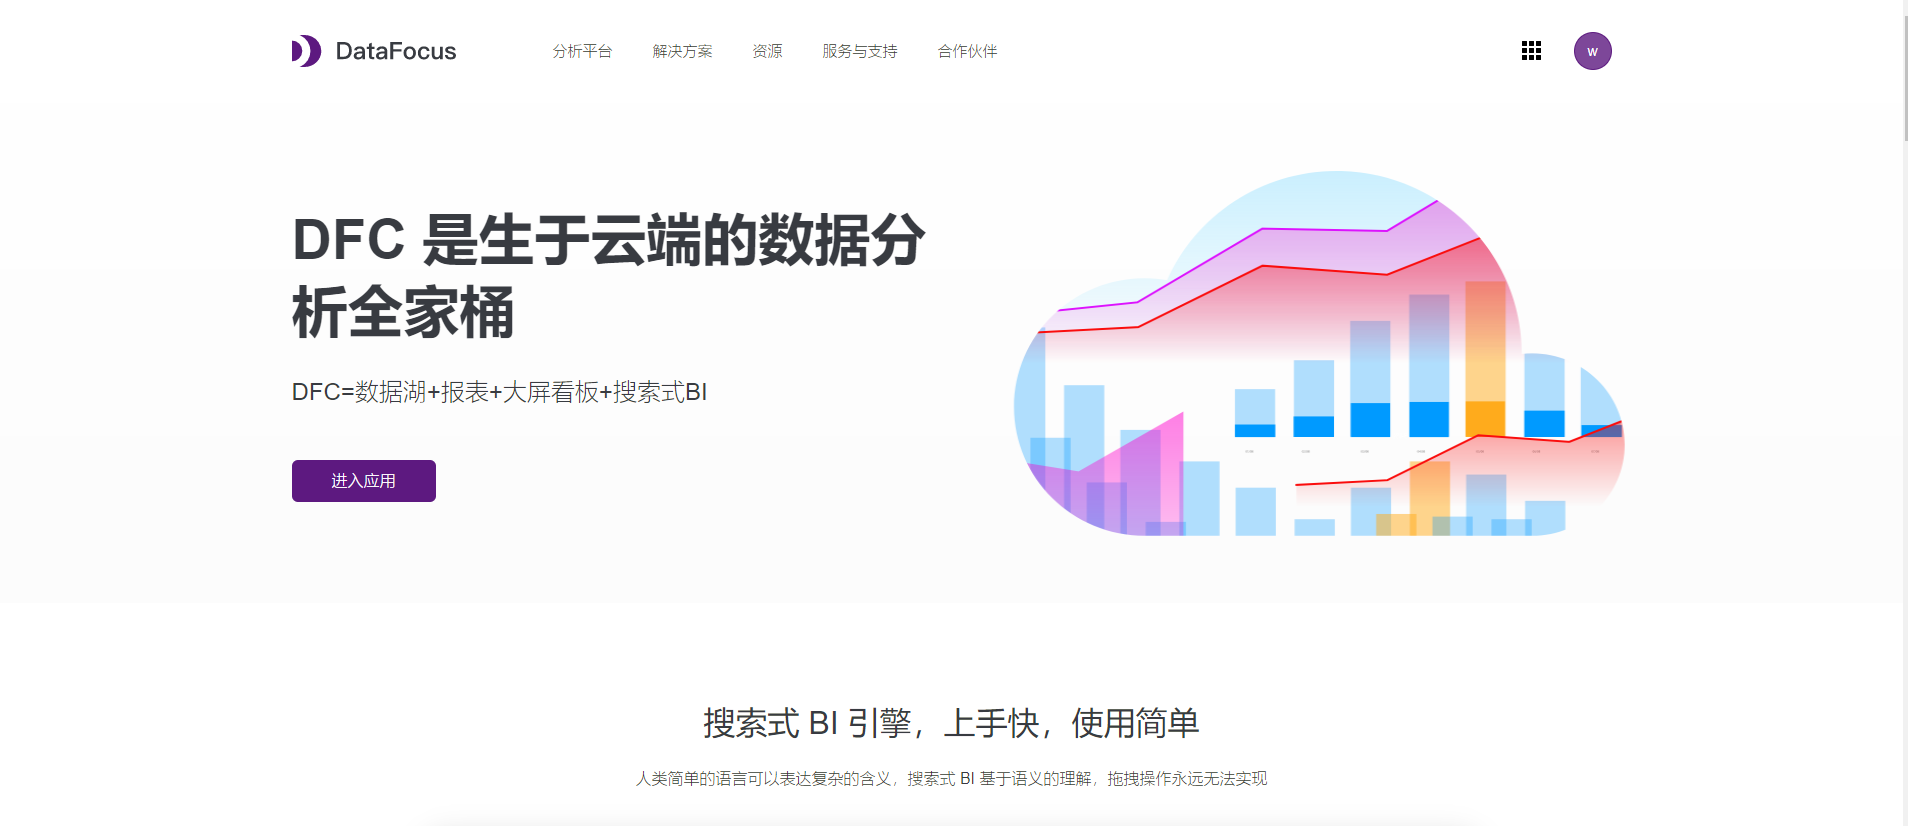 DataFocus
分析平台
解决方案
资源
服务与支持
合作伙伴
w
DFC 是生于云端的数据分
析全家桶
DFC=数据湖+报表+大屏看板+搜索式BI
进入应用
搜索式 BI 引擎，上手快，使用简单
人类简单的语言可以表达复杂的含义，搜索式 BI 基于语义的理解，拖拽操作永远无法实现